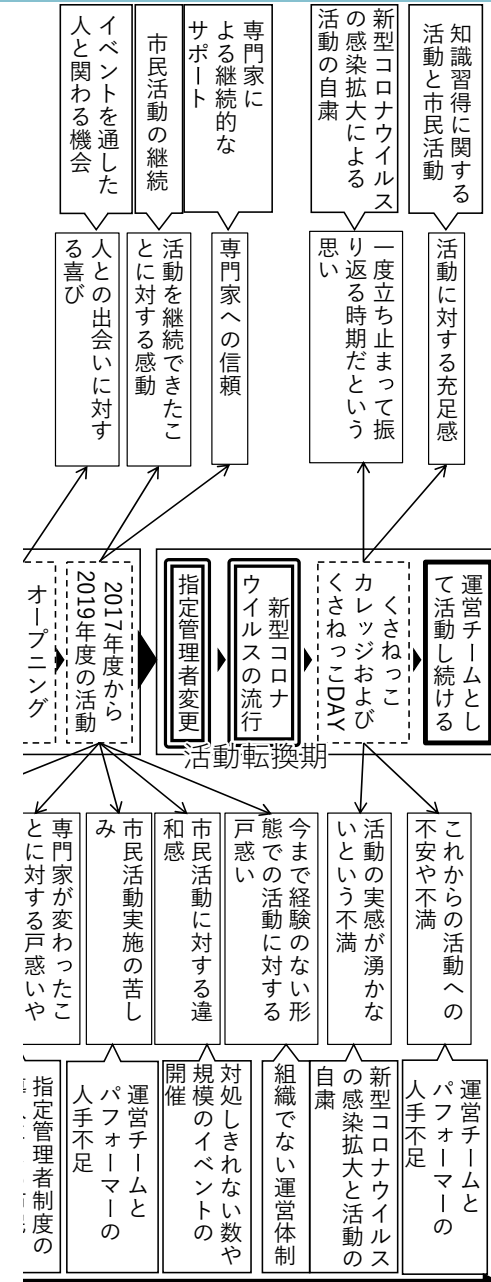 知識習得に関する
活動と市民活動
新型コロナウイルス
の感染拡大による
活動の自粛
専門家に
よる継続的な
サポート
市民活動の継続
イベントを通した
人と関わる機会
活動に対する充足感
一度立ち止まって振
り返る時期だという
思い
専門家への信頼
活動を継続できたこ
とに対する感動
人との出会いに対す
る喜び
運営チームとし
て活動し続ける
くさねっこ
カレッジおよび
くさねっこDAY
新型コロナ
ウイルスの流行
指定管理者変更
2017年度から
2019年度の活動
オープニング
活動転換期
これからの活動への
不安や不満
活動の実感が湧かな
いという不満
今まで経験のない形
態での活動に対する
戸惑い
市民活動に対する違
和感
市民活動実施の苦し
み
専門家が変わったこ
とに対する戸惑いや
運営チームと
パフォーマーの
人手不足
新型コロナウイルス
の感染拡大と活動の
自粛
組織でない運営体制
対処しきれない数や
規模のイベントの
開催
運営チームと
パフォーマーの
人手不足
指定管理者制度の